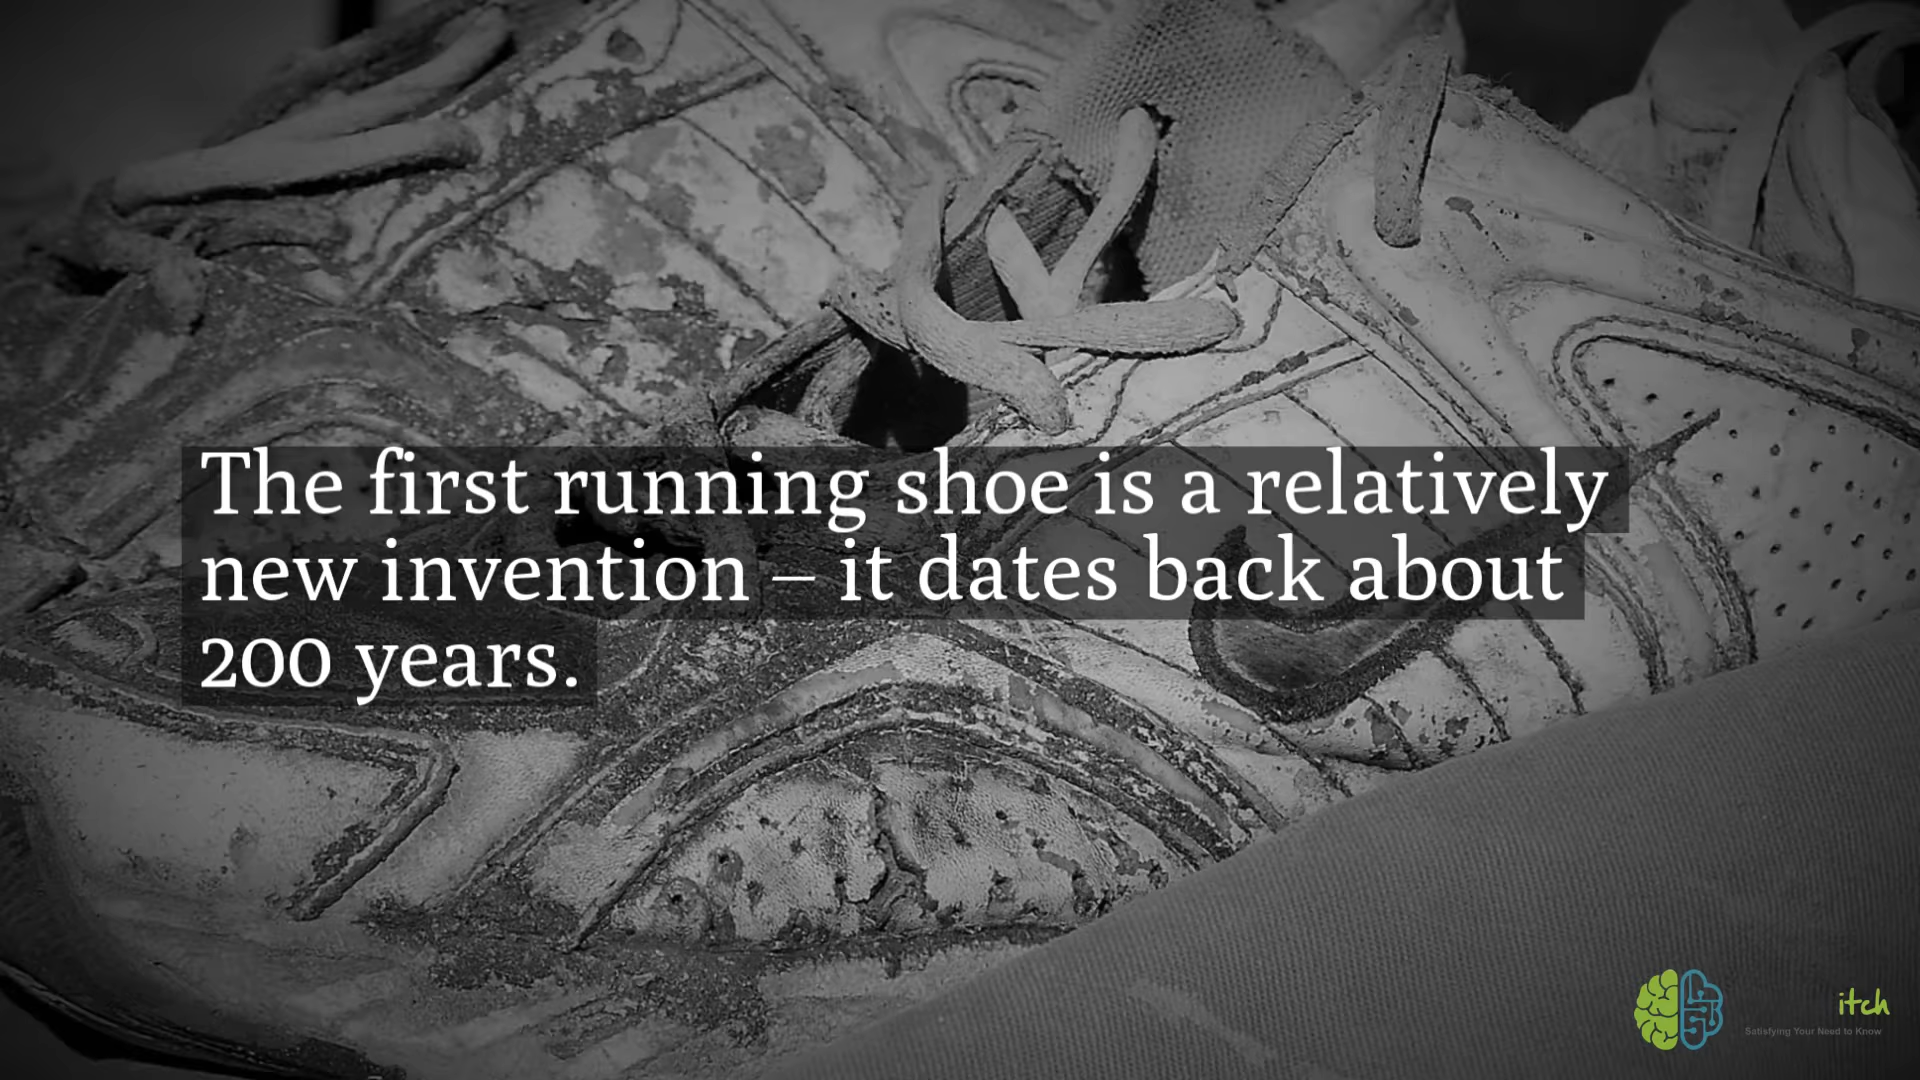 The first running shoe is a relatively
new invention – it dates back about
200 years.
itch
Satisfying Your Need to Know